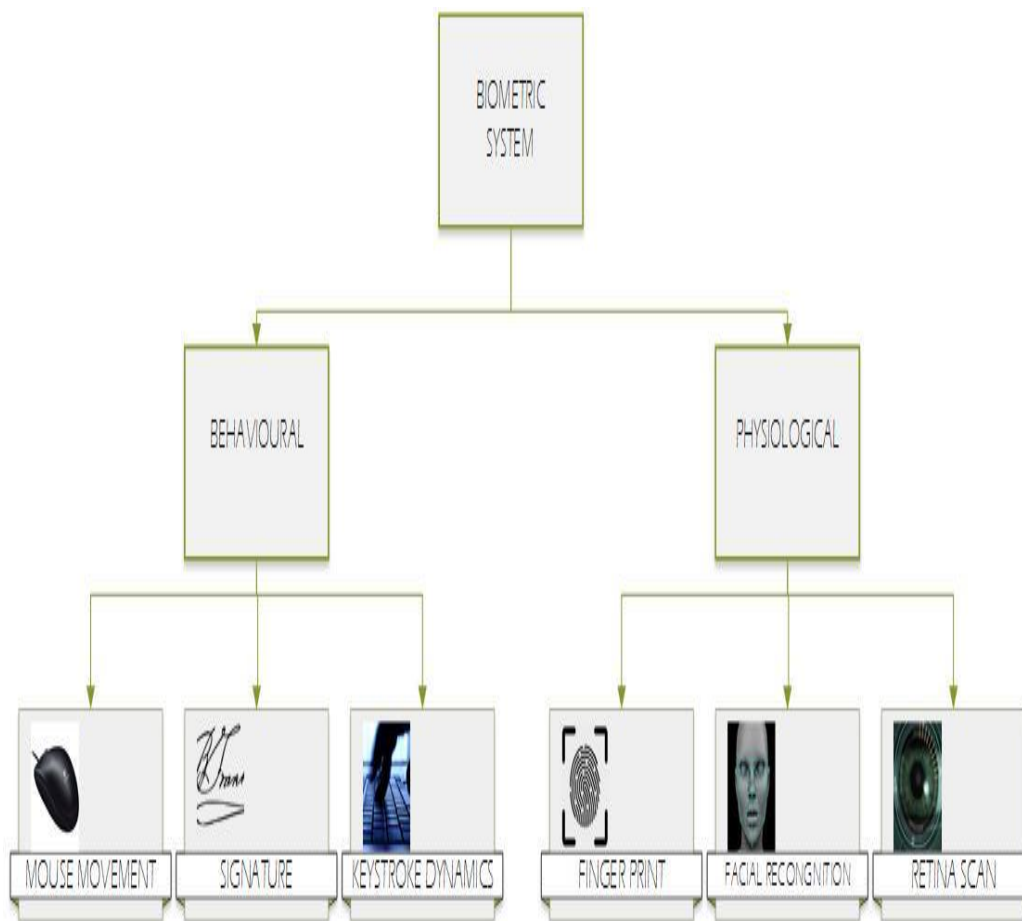 BIOMETRIC
SYSTEM
BEHAVIOURAL
PHYSIOLOGICAL
MOUSE MOVEMENT
SIGNATURE
KEYSTROKE DYNAMICS
FINGER PRINT
FACIAL RECONGNITION
RETINA SCAN